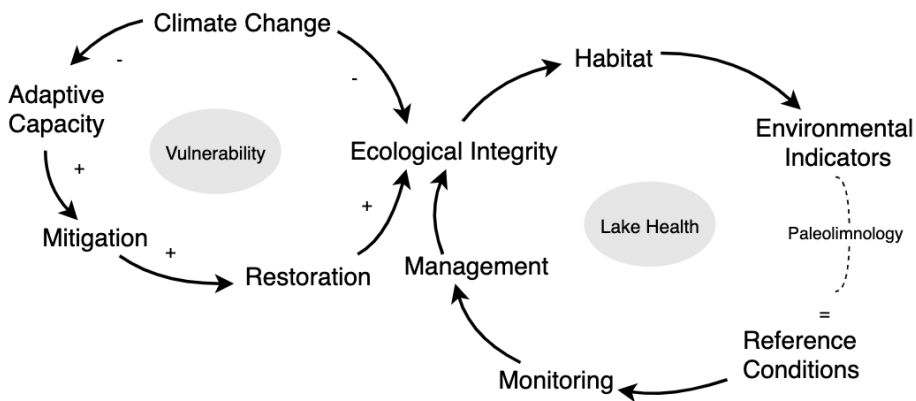 Climate Change
-
-
Habitat
Adaptive
Capacity
Environmental
Indicators
Vulnerability
Ecological Integrity
+
+
Lake Health
Paleolimnology
Mitigation
+
Restoration
Management
=
Reference
Conditions
Monitoring